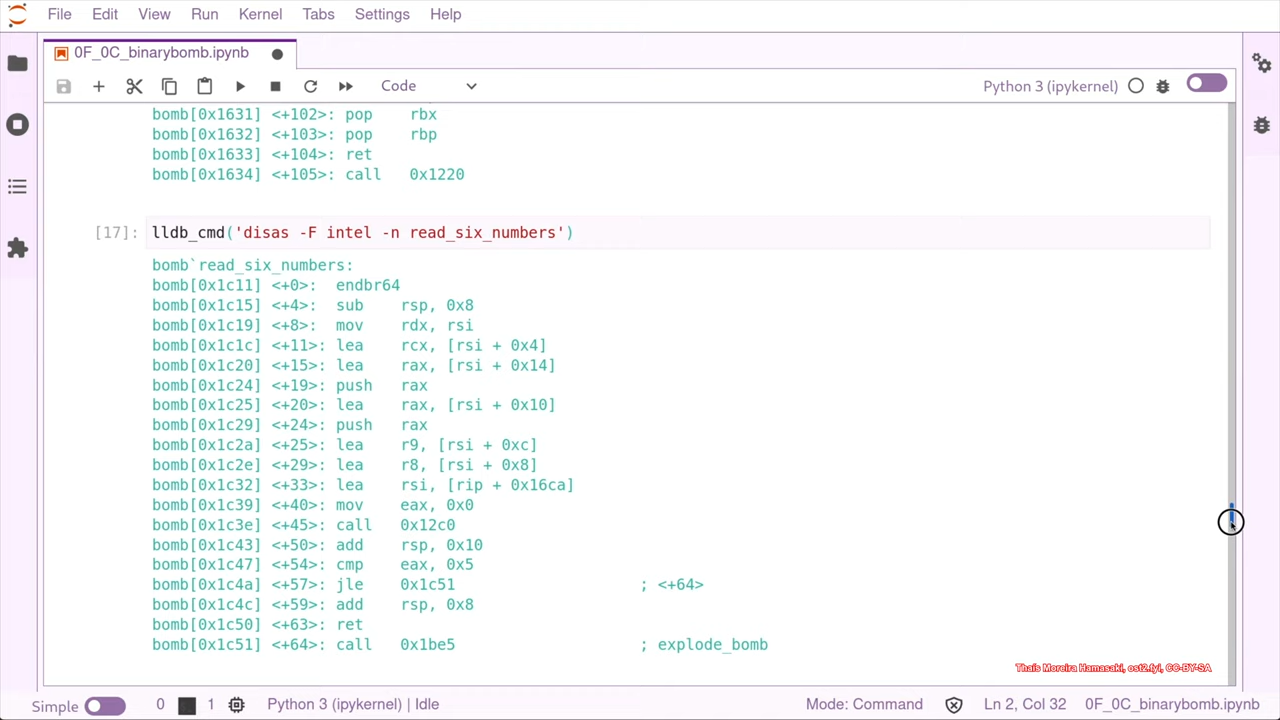 File Edit View Run Kernel Tabs Settings Help
0F_0C_binarybomb.ipynb
Code Python 3 (ipykernel)
bomb[0x1631] <+102>: pop rbx
bomb[0x1632] <+103>: pop rbp
bomb[0x1633] <+104>: ret
bomb[0x1634] <+105>: call 0x1220
[17]: lldb_cmd('disas -F intel -n read_six_numbers')
bomb`read_six_numbers:
bomb[0x1c11] <+0>: endbr64
bomb[0x1c15] <+4>: sub rsp, 0x8
bomb[0x1c19] <+8>: mov rdx, rsi
bomb[0x1c1c] <+11>: lea rcx, [rsi + 0x4]
bomb[0x1c20] <+15>: lea rax, [rsi + 0x14]
bomb[0x1c24] <+19>: push rax
bomb[0x1c25] <+20>: lea rax, [rsi + 0x10]
bomb[0x1c29] <+24>: push rax
bomb[0x1c2a] <+25>: lea r9, [rsi + 0xc]
bomb[0x1c2e] <+29>: lea r8, [rsi + 0x8]
bomb[0x1c32] <+33>: lea rsi, [rip + 0x16ca]
bomb[0x1c39] <+40>: mov eax, 0x0
bomb[0x1c3e] <+45>: call 0x12c0
bomb[0x1c43] <+50>: add rsp, 0x10
bomb[0x1c47] <+54>: cmp eax, 0x5
bomb[0x1c4a] <+57>: jle 0x1c51 ; <+64>
bomb[0x1c4c] <+59>: add rsp, 0x8
bomb[0x1c50] <+63>: ret
bomb[0x1c51] <+64>: call 0x1be5 ; explode_bomb
Thais Moreira Hamasaki, ost2.fyi, CC-BY-SA
Simple 0 1 Python 3 (ipykernel) | Idle Mode: Command Ln 2, Col 32 0F_0C_binarybomb.ipynb